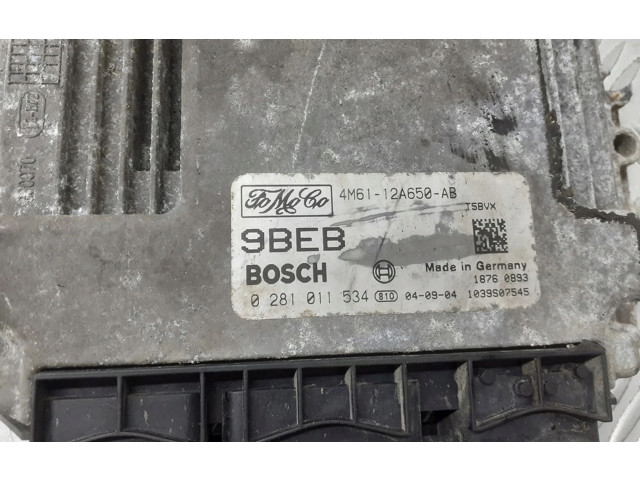 FoMoCo 4M61-12A650-AB
TSBVX
9BEB
BOSCH Made in Germany
1876 0893
0 281 011 534 810 04-09-04 1039S07545